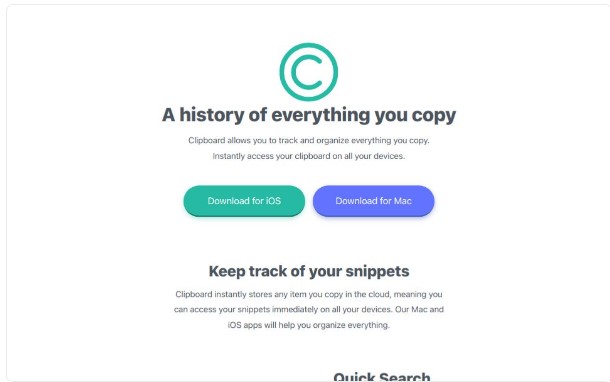 A history of everything you copy
Clipboard allows you to track and organize everything you copy.
Instantly access your clipboard on all your devices.
Download for iOS
Download for Mac
Keep track of your snippets
Clipboard instantly stores any item you copy in the cloud, meaning you
can access your snippets immediately on all your devices. Our Mac and
iOS apps will help you organize everything.
Quick Search